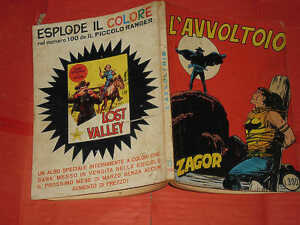 ESPLODE IL COLORE
nel numero 100 de IL PICCOLO RANGER
LOST
VALLEY
UN ALBO SPECIALE INTERAMENTE A COLORI CHE
SARÀ MESSO IN VENDITA NELLE EDICOLE
IL PROSSIMO MESE DI MARZO SENZA ALCUN
AUMENTO DI PREZZO!
L'AVVOLTOIO
ZAGOR